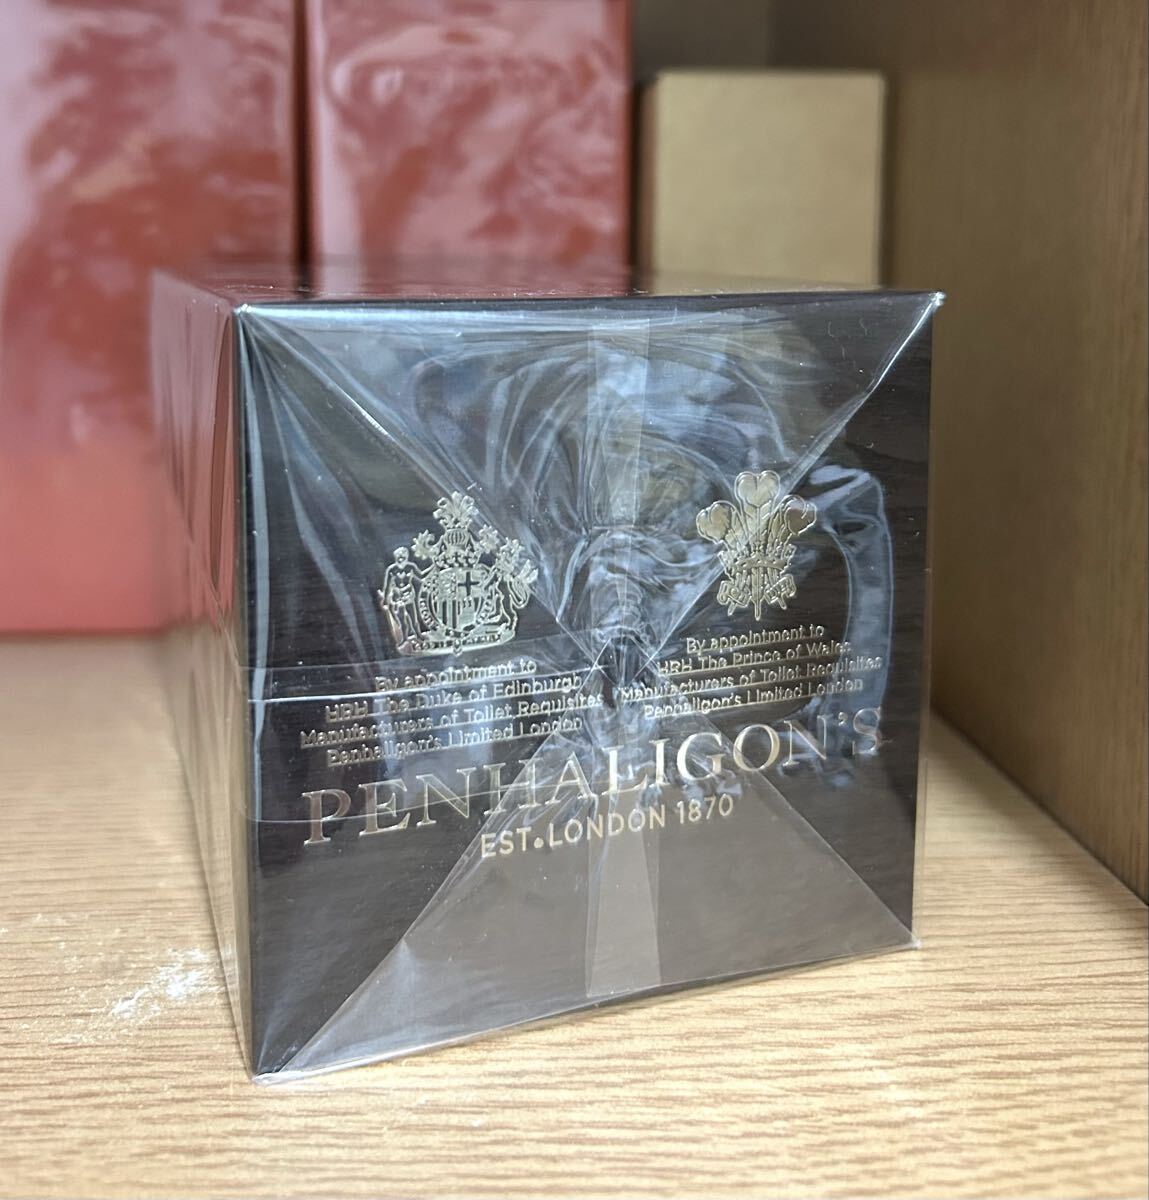 By appointment to
HRH The Duke of Edinburgh
Manufacturers of Toilet Requisites
Penhaligon's Limited London
By appointment to
HRH The Prince of Wales
Manufacturers of Toilet Requisites
Penhaligon's Limited London
PENHALIGON'S
EST. LONDON 1870